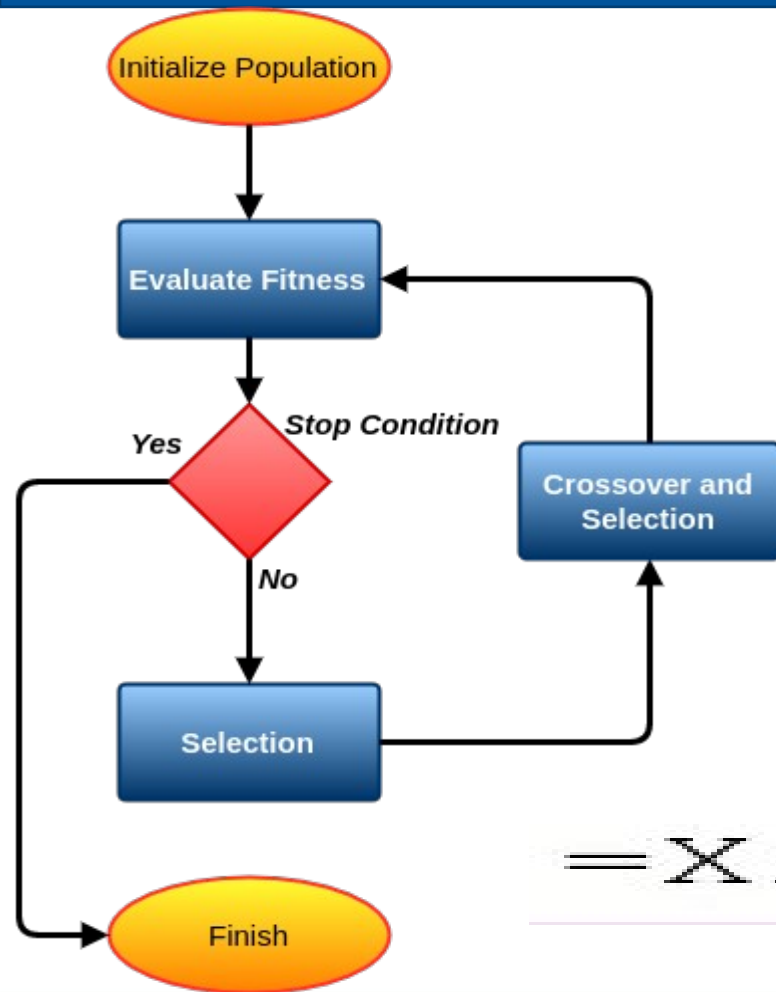 Initialize Population
Evaluate Fitness
Stop Condition
Yes
No
Crossover and
Selection
Selection
Finish
= X